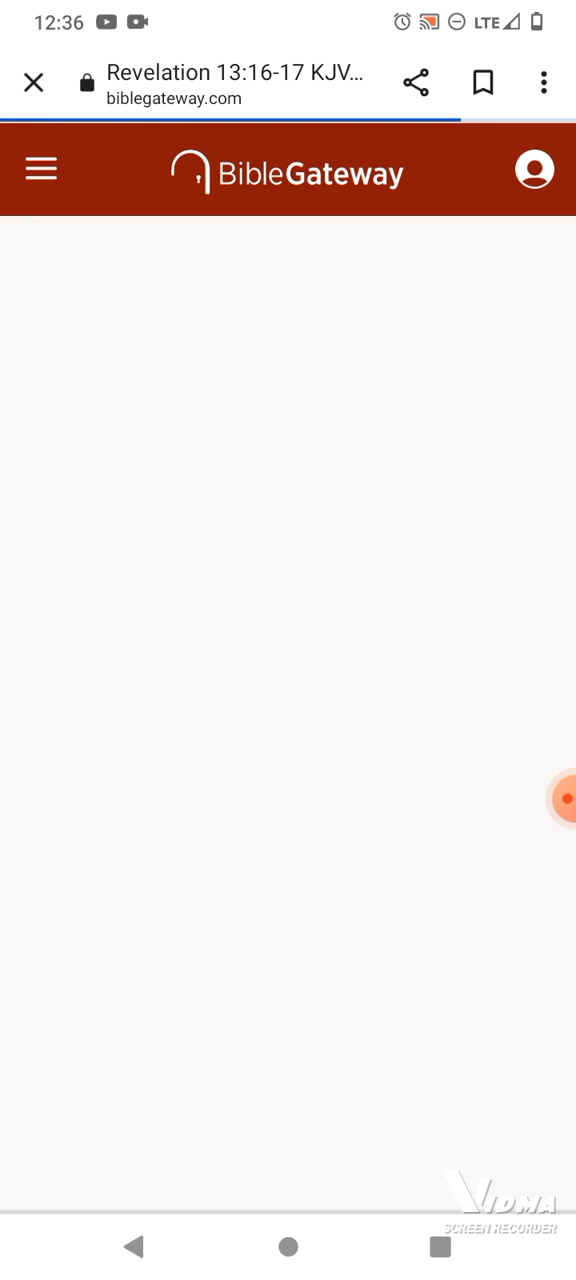 12:36 LTE
Revelation 13:16-17 KJV...
biblegateway.com
BibleGateway
VIDMA
SCREEN RECORDER